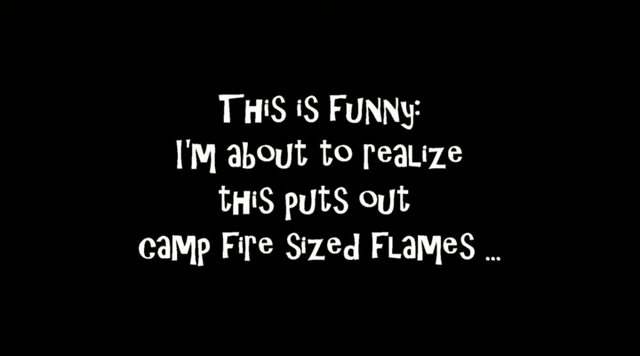 This is Funny:
I'm about to realize
this puts out
camp fire sized flames ...